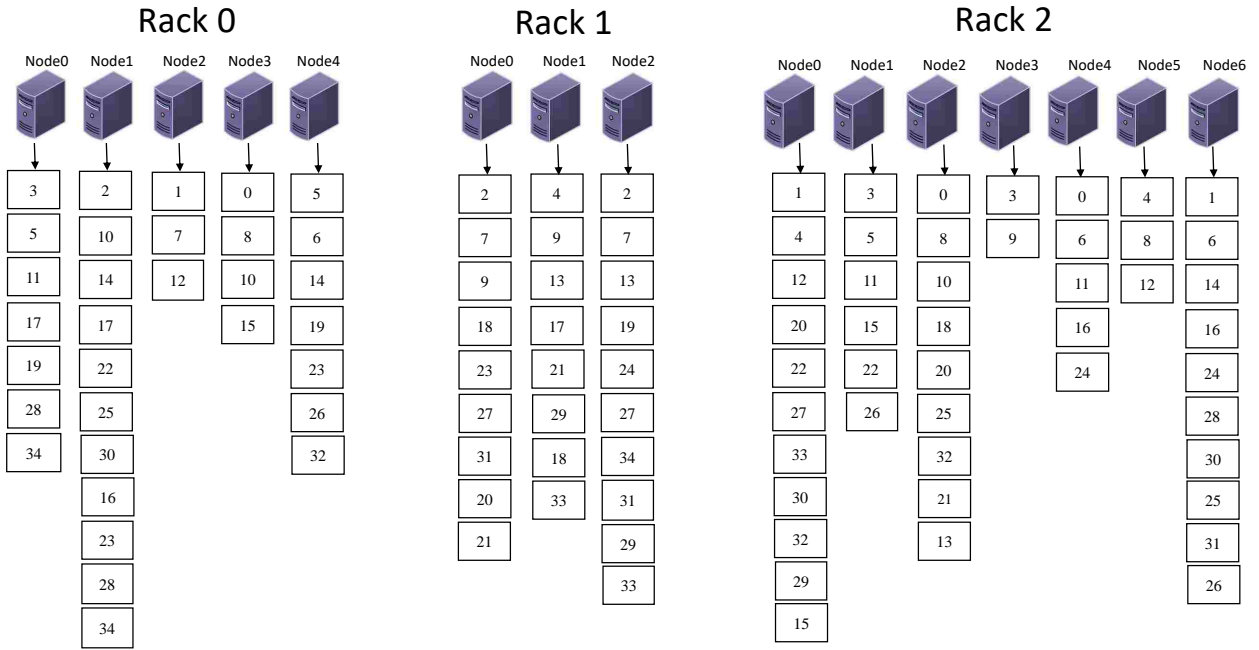 Rack 0 Rack 1 Rack 2
Node0 Node1 Node2 Node3 Node4 Node0 Node1 Node2 Node0 Node1 Node2 Node3 Node4 Node5 Node6
3 2 1 0 5 2 4 2 1 3 0 3 0 4 1
5 10 7 8 6 7 9 7 4 5 8 9 6 8 6
11 14 12 10 14 9 13 13 12 11 10 11 12 14
17 17 15 19 18 17 19 20 15 18 16 16
19 22 23 23 21 24 22 22 20 24 24
28 25 26 27 29 27 27 26 25 28
34 30 32 31 18 34 33 32 30
16 20 33 31 30 21 25
23 21 29 32 13 31
28 33 29 26
34 15